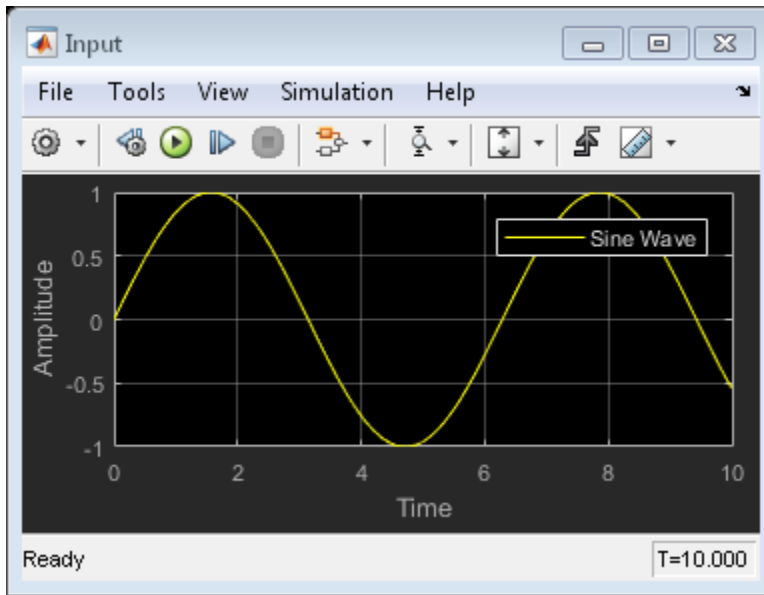 Input
File Tools View Simulation Help
1
0.5
0
-0.5
-1
Amplitude
Sine Wave
0 2 4 6 8 10
Time
Ready T=10.000